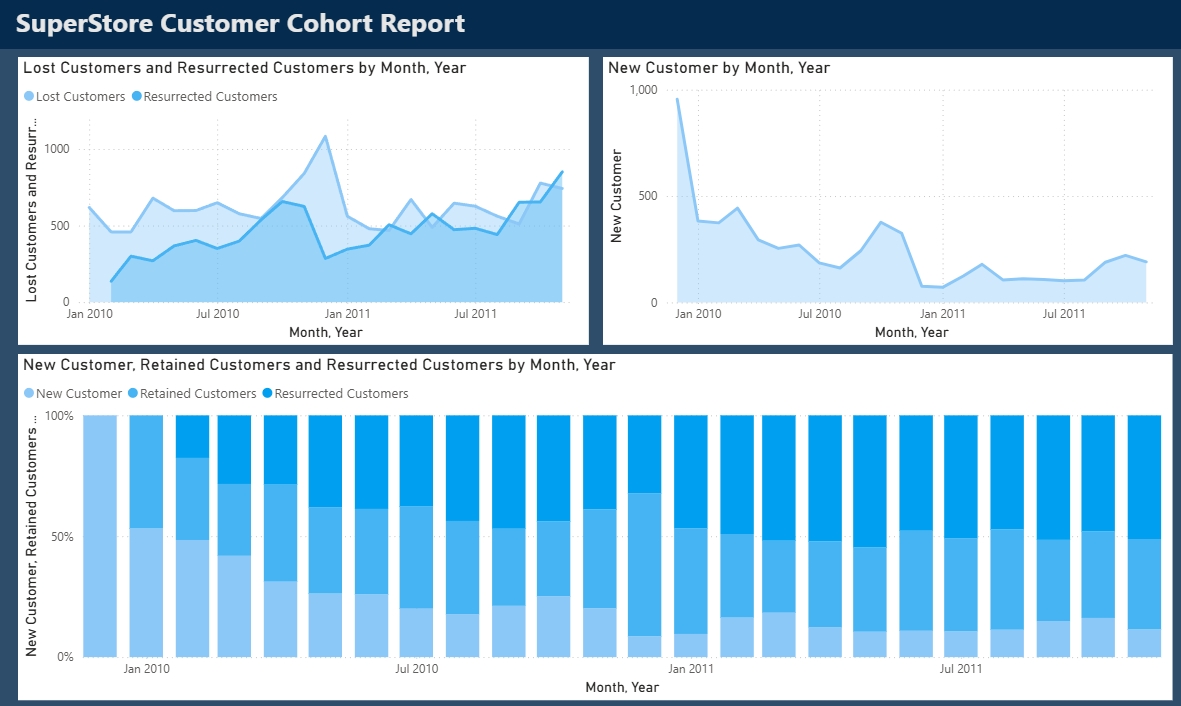 SuperStore Customer Cohort Report
Lost Customers and Resurrected Customers by Month, Year
Lost Customers Resurrected Customers
Lost Customers and Resurr...
1000
500
0
Jan 2010 Jul 2010 Jan 2011 Jul 2011
Month, Year
New Customer by Month, Year
New Customer
1,000
500
0
Jan 2010 Jul 2010 Jan 2011 Jul 2011
Month, Year
New Customer, Retained Customers and Resurrected Customers by Month, Year
New Customer Retained Customers Resurrected Customers
New Customer, Retained Customers ...
100%
50%
0%
Jan 2010 Jul 2010 Jan 2011 Jul 2011
Month, Year